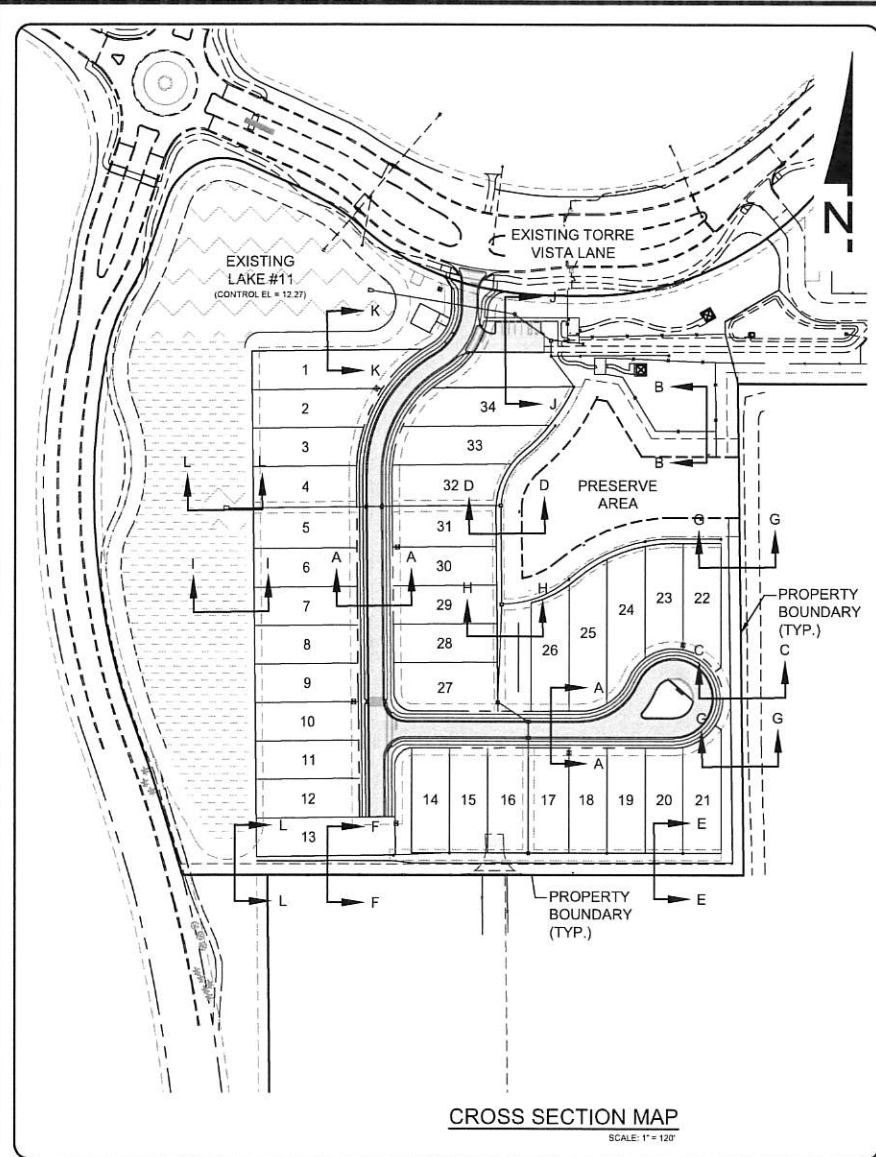 EXISTING TORRE
VISTA LANE
N
EXISTING
LAKE #11
(CONTROL EL = 12.27)
K
J
K
1
B
2
34
J
3
33
B
L
L
4
32
D
D
PRESERVE
AREA
5
31
G
G
I
I
6
A
A
30
PROPERTY
BOUNDARY
(TYP.)
7
29
H
H
24
23
22
8
28
26
25
C
C
9
27
A
10
G
G
11
A
12
14
15
16
17
18
19
20
21
L
F
E
13
L
F
E
PROPERTY
BOUNDARY
(TYP.)
CROSS SECTION MAP
SCALE: 1" = 120'